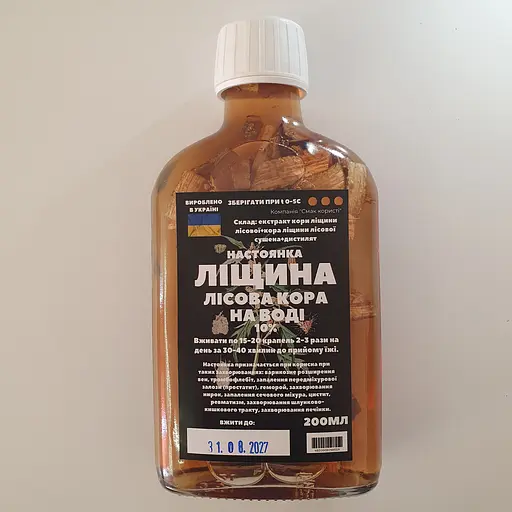 ВИРОБЛЕНО В УКРАЇНІ
ЗБЕРІГАТИ ПРИ t 0-5С
Компанія "Смак користі"
Склад: екстракт кори ліщини
лісової+кора ліщини лісової
сушена+дистилят
НАСТОЯНКА
ЛІЩИНА
ЛІСОВА КОРА
НА ВОДІ
10%
Вживати по 15-20 крапель 2-3 рази на
день за 30-40 хвилин до прийому їжі.
Настоянка призначається при корисна при
таких захворюваннях: варикозне розширення
вен, тромбофлебіт, запалення передміхурової
залози (простатит), геморой, захворювання
нирок, запалення сечового міхура, цистит,
ревматизм, захворювання шлунково-
кишкового тракту, захворювання печінки.
ВЖИТИ ДО:
200МЛ
31.08.2027